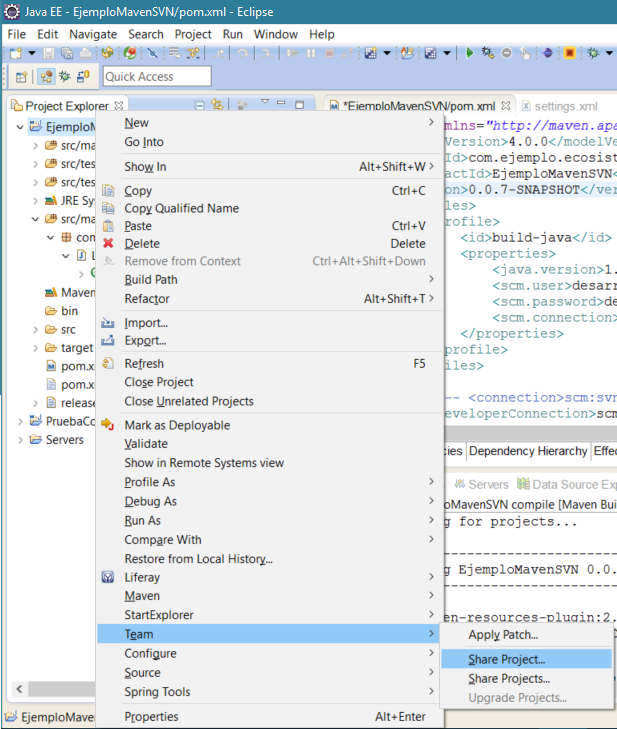 Java EE - EjemploMavenSVN/pom.xml - Eclipse
File Edit Navigate Search Project Run Window Help
Quick Access
Project Explorer
*EjemploMavenSVN/pom.xml
settings.xml
EjemploM
src/ma
src/tes
src/tes
JRE Sy
src/ma
con
Maven
bin
src
target
pom.x
pom.x
release
PruebaCo
Servers
New
Go Into
Show In Alt+Shift+W
Copy Ctrl+C
Copy Qualified Name
Paste Ctrl+V
Delete Delete
Remove from Context Ctrl+Alt+Shift+Down
Build Path
Refactor Alt+Shift+T
Import...
Export...
Refresh F5
Close Project
Close Unrelated Projects
Mark as Deployable
Validate
Show in Remote Systems view
Profile As
Debug As
Run As
Compare With
Restore from Local History...
Liferay
Maven
StartExplorer
Team
Configure
Source
Spring Tools
Properties Alt+Enter
Apply Patch...
Share Project...
Share Projects...
Upgrade Projects...
mlns="http://maven.apa
Version>4.0.0</modelVe
Id>com.ejemplo.ecosist
actId>EjemploMavenSVN<
on>0.0.7-SNAPSHOT</ver
les>
rofile>
<id>build-java</id>
<properties>
<java.version>1.
<scm.user>desarr
<scm.password>de
<scm.connection>
</properties>
profile>
iles>
-- <connection>scm:svn
eveloperConnection>scm
cies Dependency Hierarchy Effec
Servers Data Source Exp
oMavenSVN compile [Maven Bui
g for projects...
g EjemploMavenSVN 0.0.
en-resources-plugin:2.
EjemploMaven